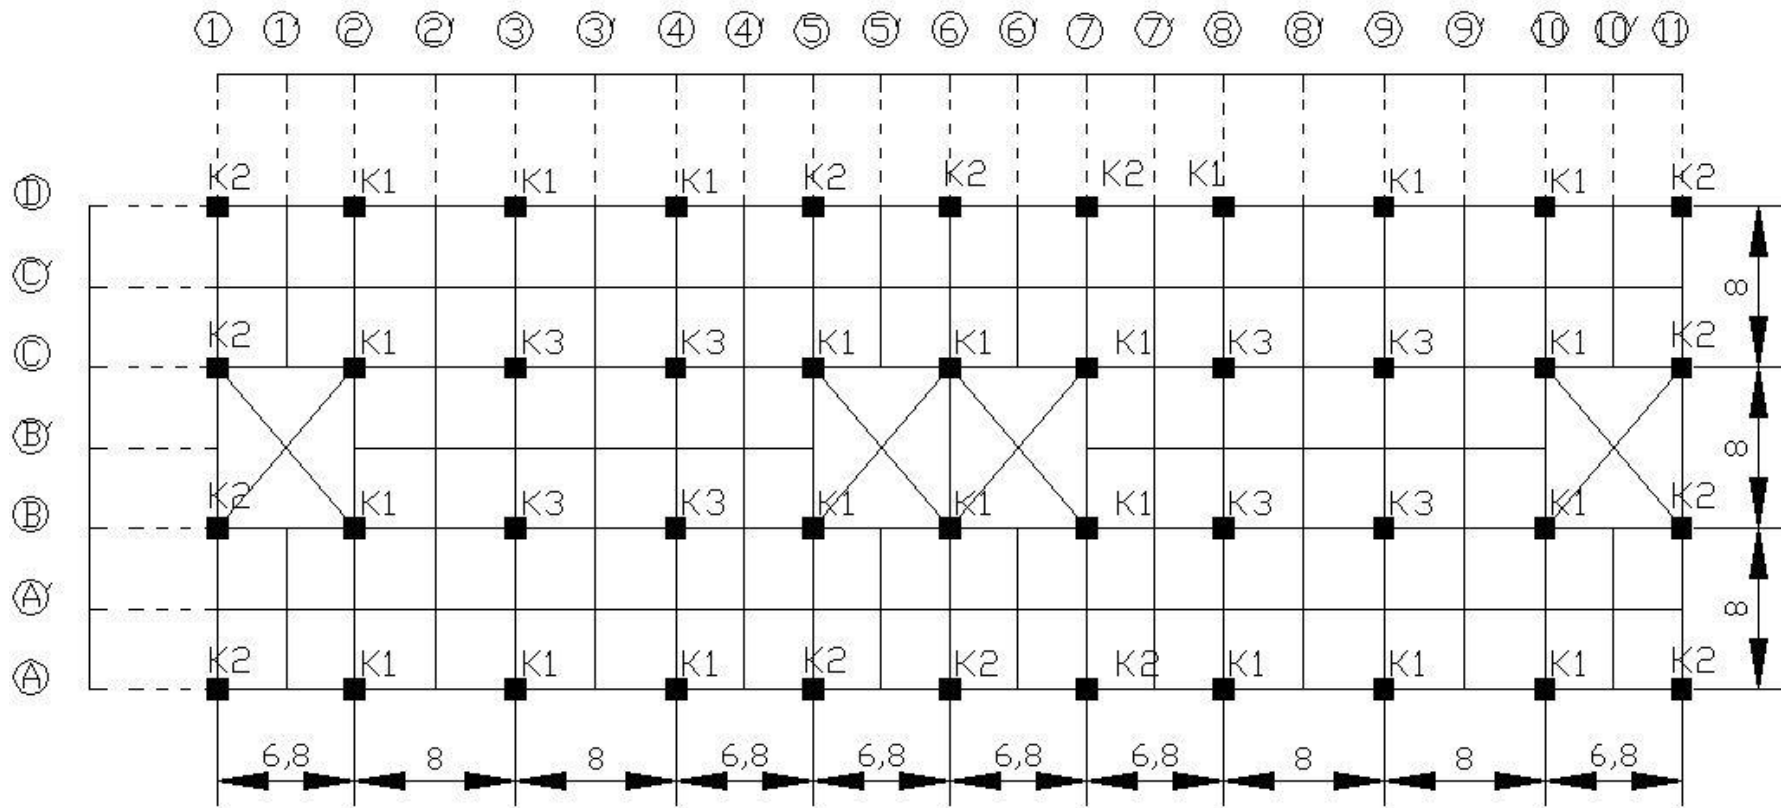 1 1' 2 2' 3 3' 4 4' 5 5' 6 6' 7 7' 8 8' 9 9' 10 10' 11
D K2 K1 K1 K1 K2 K2 K2 K1 K1 K1 K2
C' 8
C K2 K1 K3 K3 K1 K1 K1 K3 K3 K1 K2
B' 8
B K2 K1 K3 K3 K1 K1 K1 K3 K3 K1 K2
A' 8
A K2 K1 K1 K1 K2 K2 K2 K1 K1 K1 K2
6,8 8 8 6,8 6,8 6,8 6,8 8 8 6,8